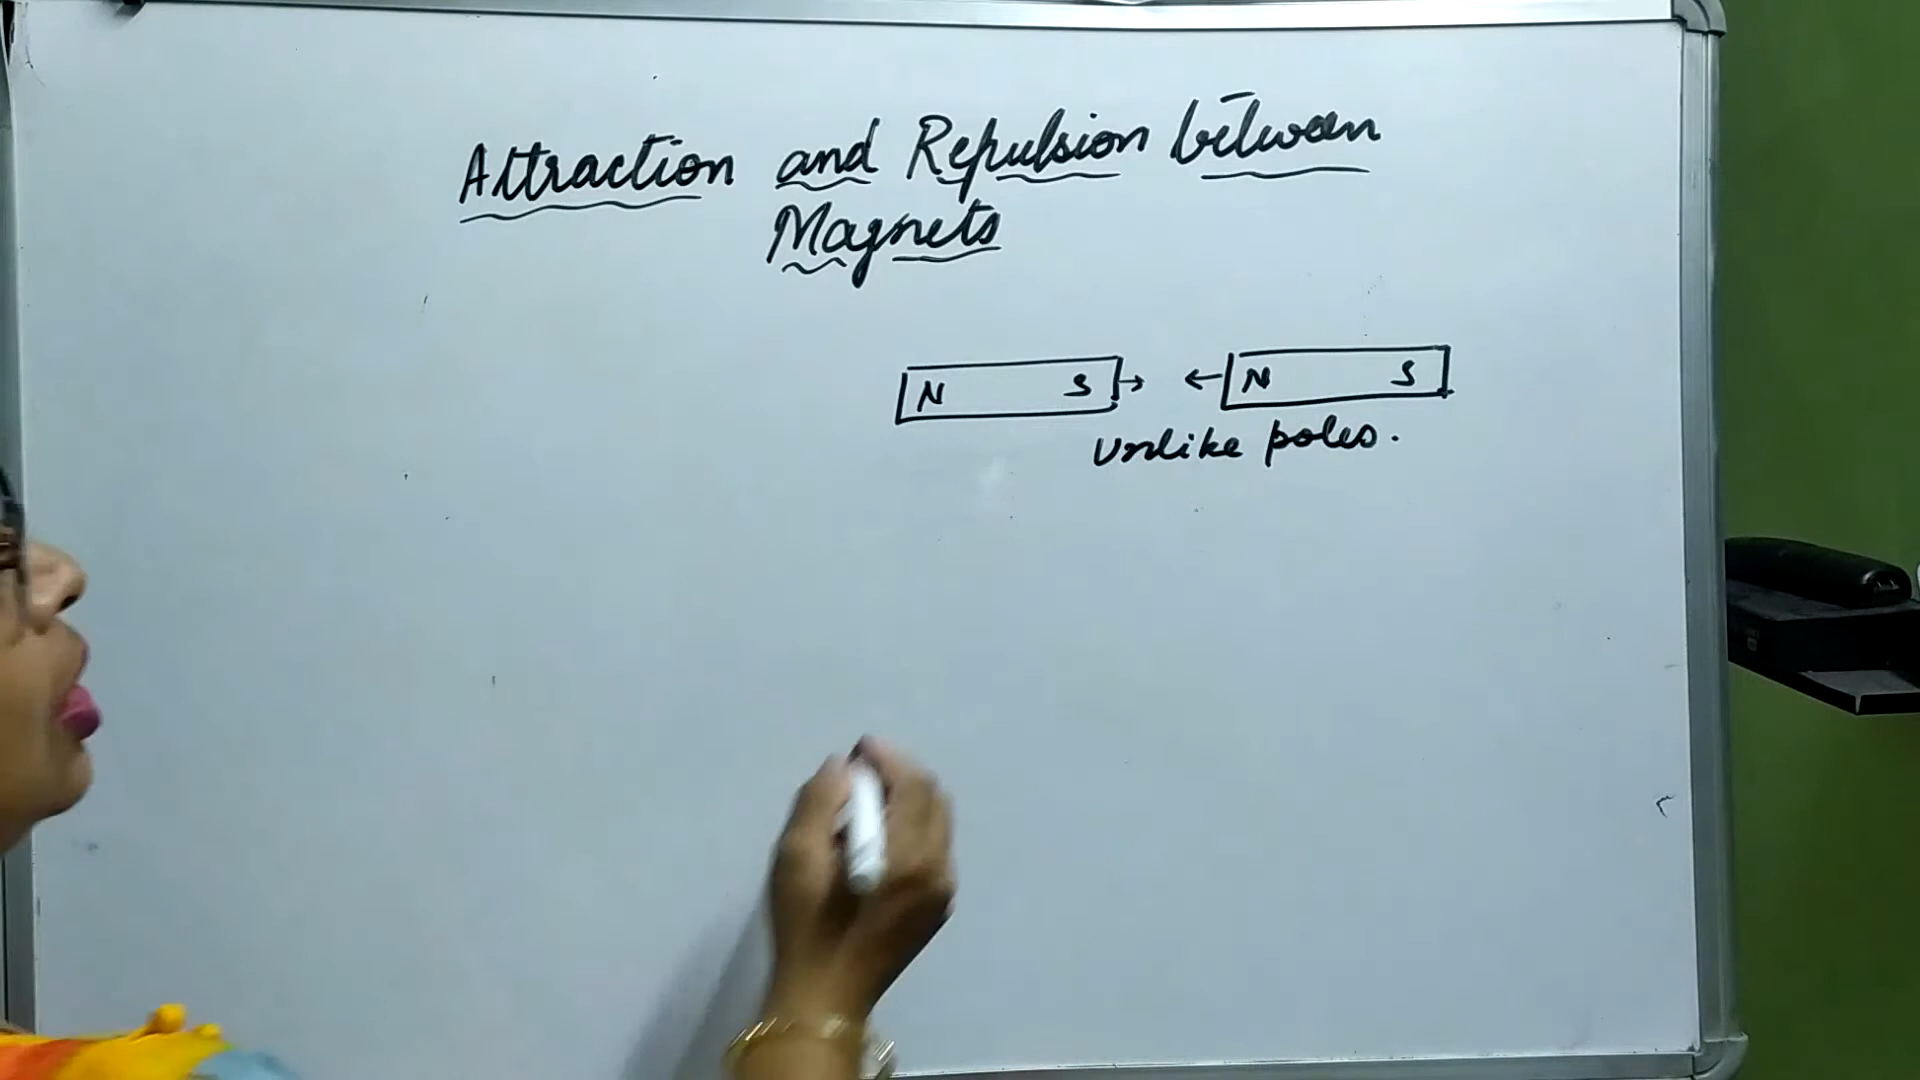 Attraction and Repulsion between
Magnets
N S → ← N S
Unlike poles.